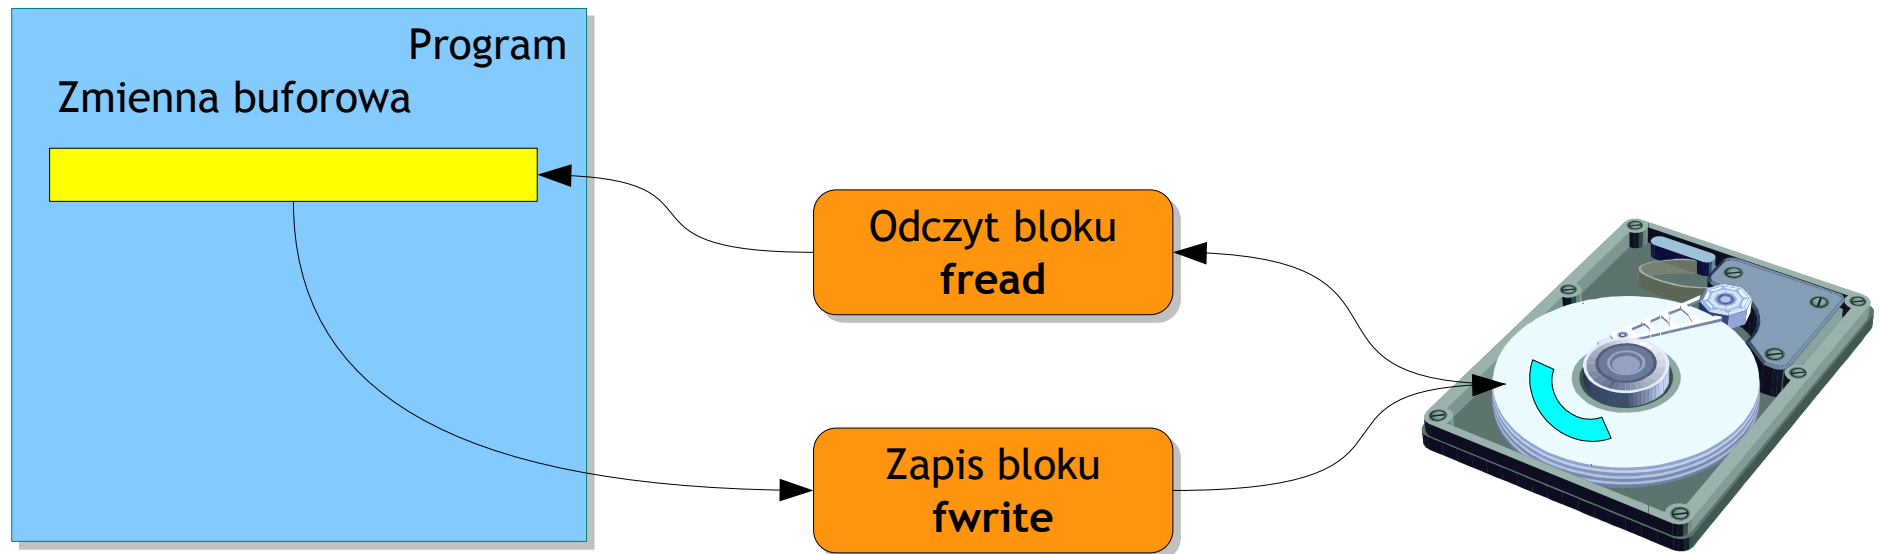 Program
Zmienna buforowa
Odczyt bloku
fread
Zapis bloku
fwrite